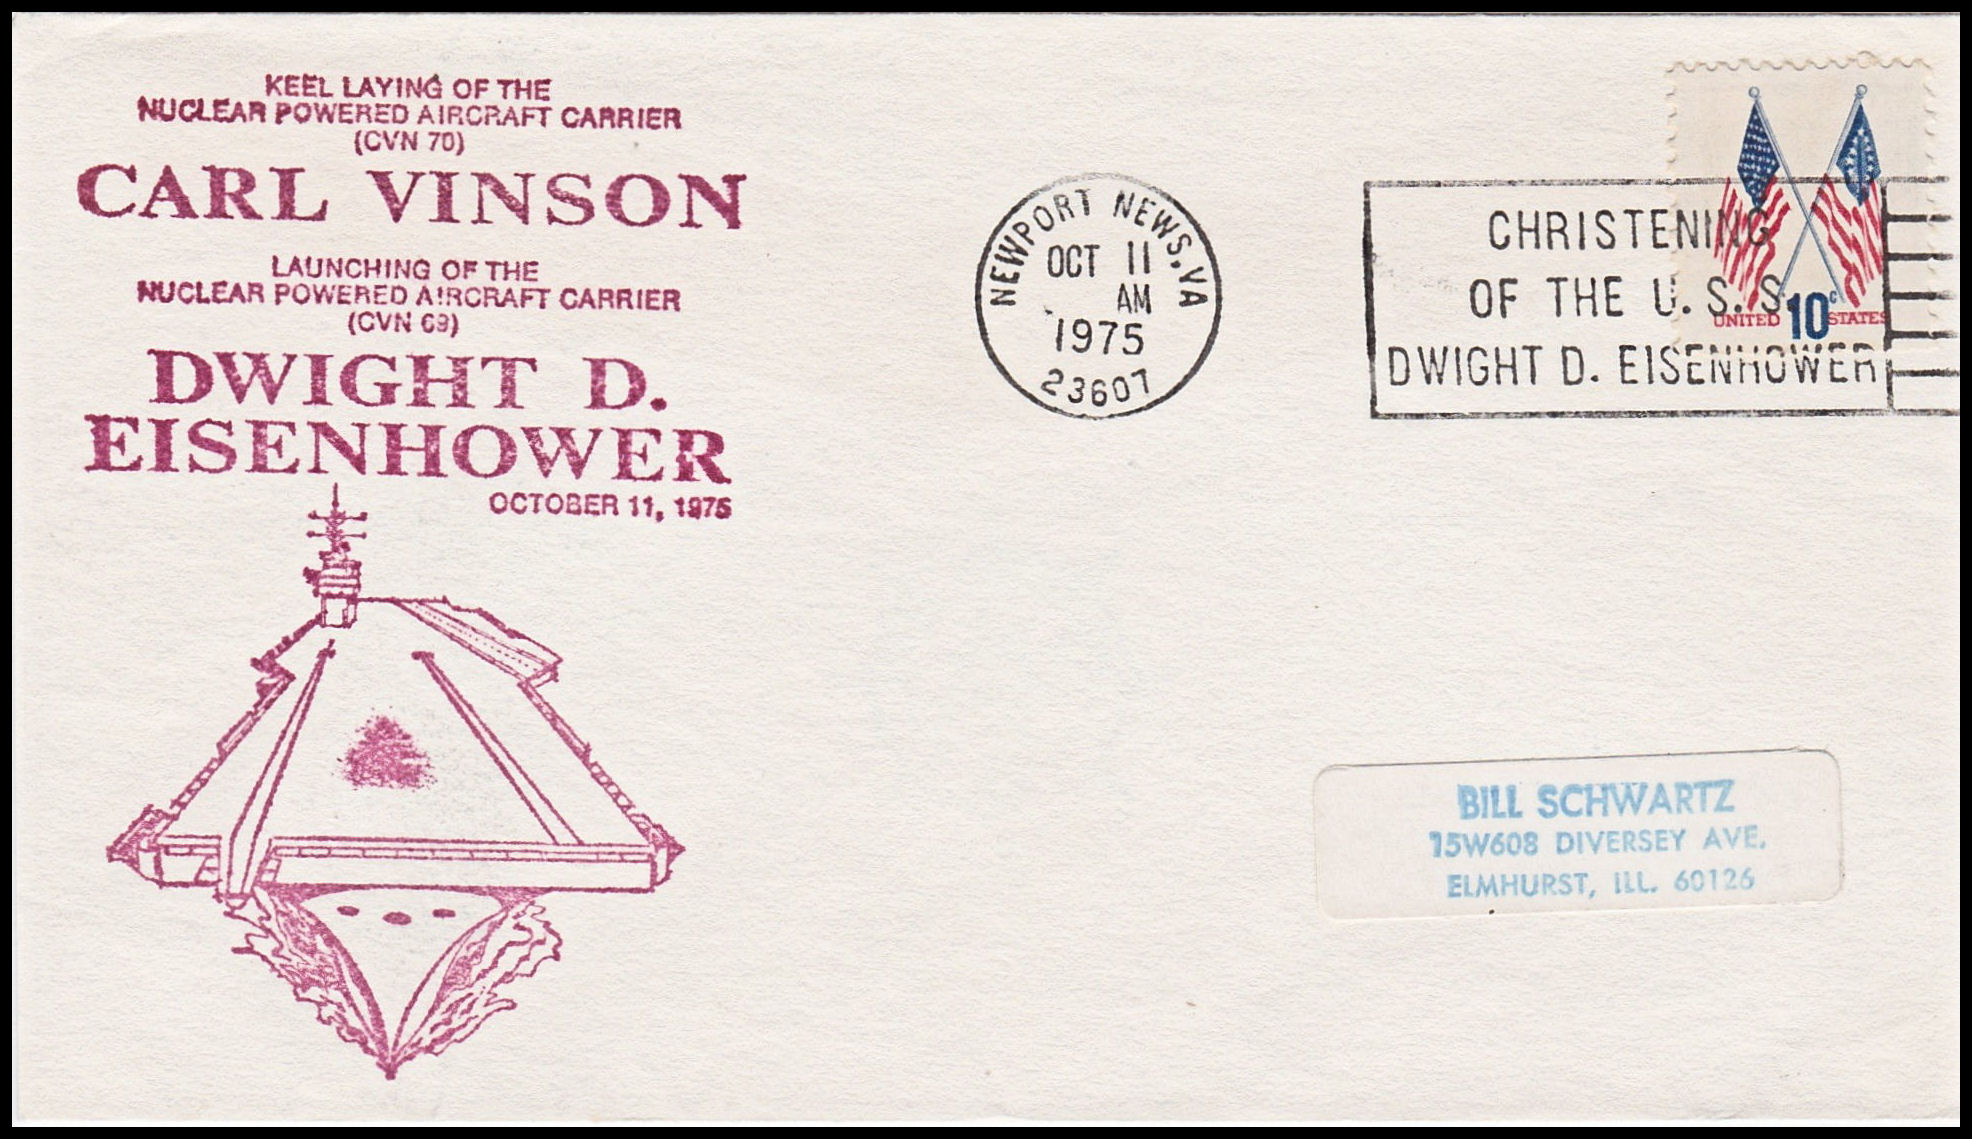 KEEL LAYING OF THE
NUCLEAR POWERED AIRCRAFT CARRIER
(CVN 70)
CARL VINSON
LAUNCHING OF THE
NUCLEAR POWERED AIRCRAFT CARRIER
(CVN 69)
DWIGHT D.
EISENHOWER
OCTOBER 11, 1975
NEWPORT NEWS, VA
OCT 11
AM
1975
23607
CHRISTENING
OF THE U.S.S.
DWIGHT D. EISENHOWER
UNITED 10c STATES
BILL SCHWARTZ
15W608 DIVERSEY AVE.
ELMHURST, ILL. 60126